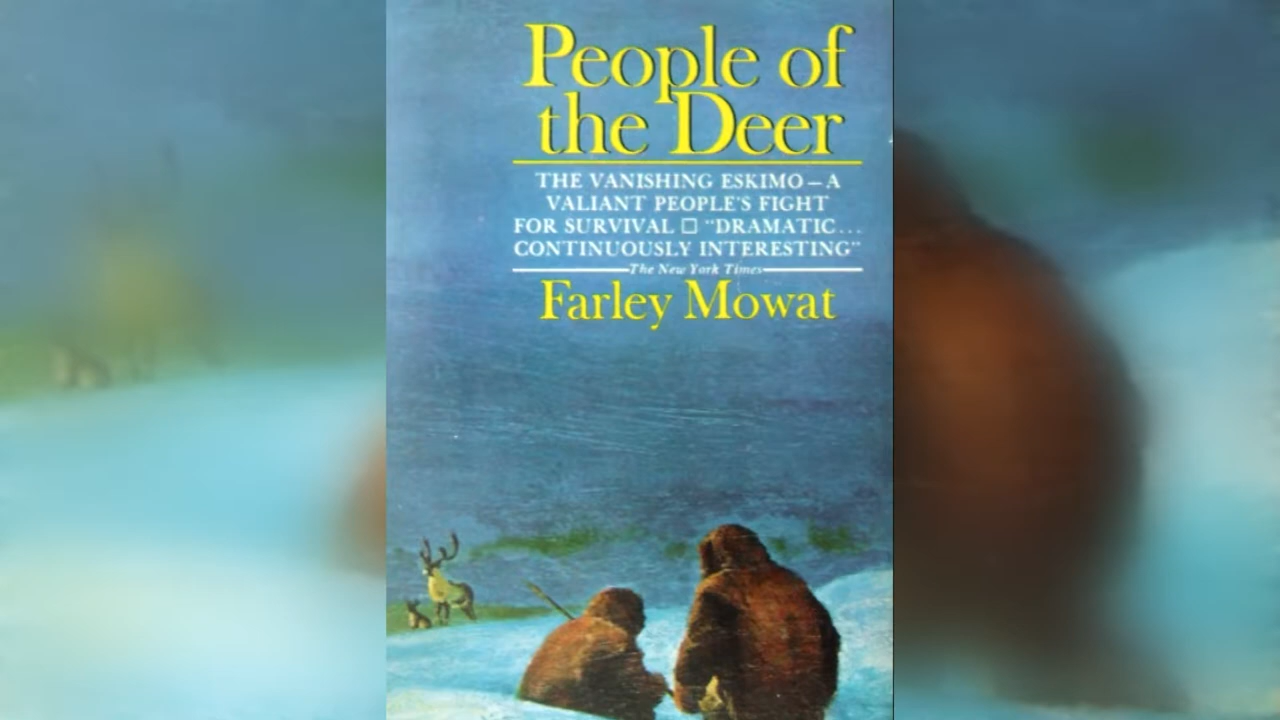 People of
the Deer
THE VANISHING ESKIMO – A
VALIANT PEOPLE'S FIGHT
FOR SURVIVAL □ "DRAMATIC...
CONTINUOUSLY INTERESTING"
The New York Times
Farley Mowat